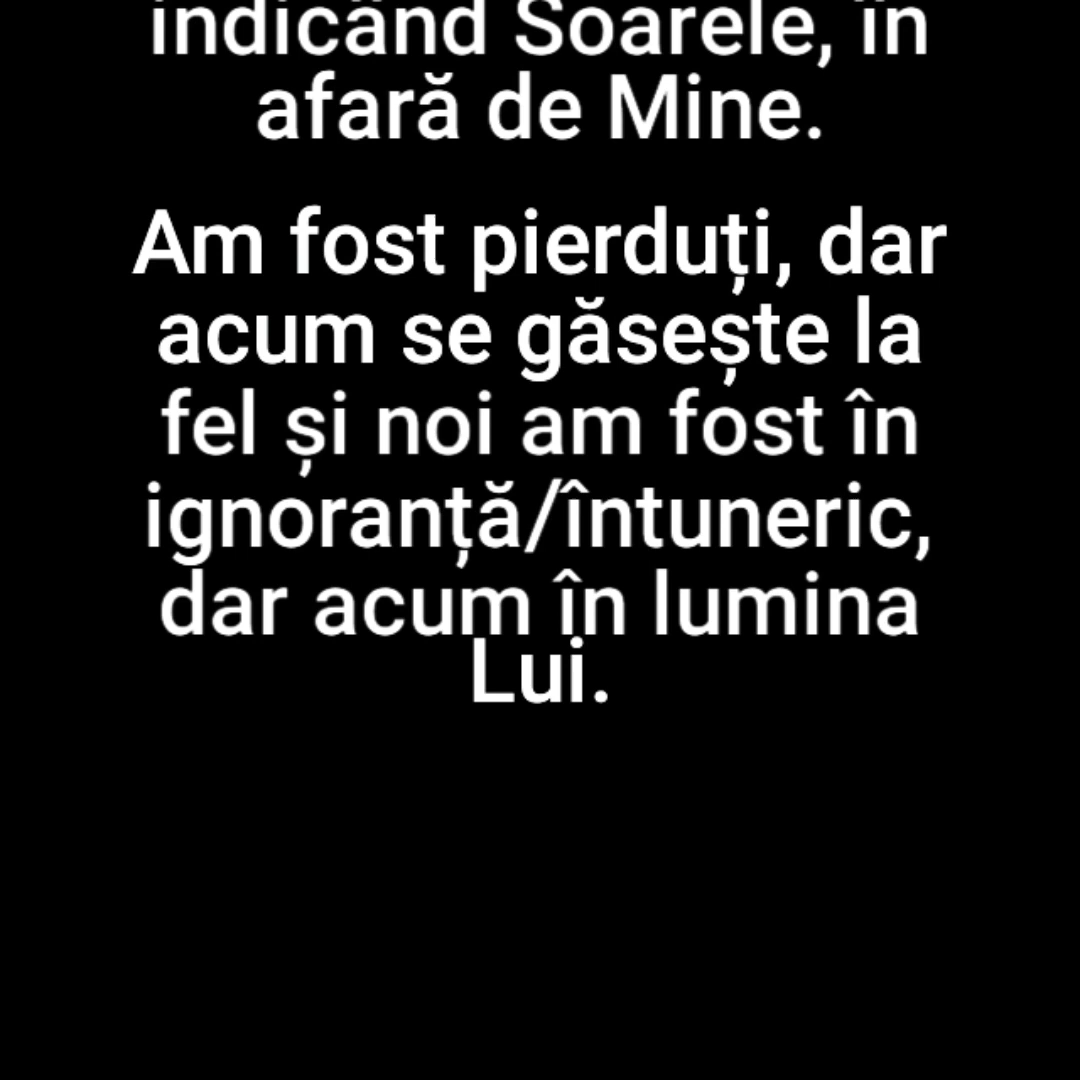 indicând Soarele, în
afară de Mine.
Am fost pierduți, dar
acum se găsește la
fel și noi am fost în
ignoranță/întuneric,
dar acum în lumina
Lui.